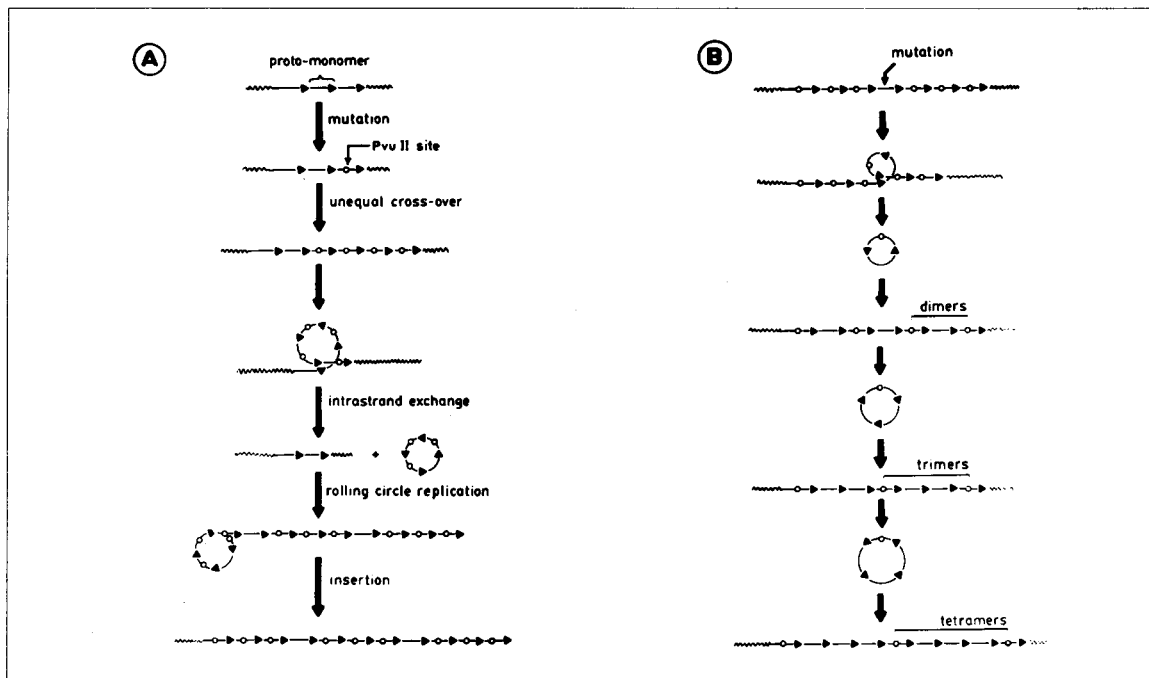 A
proto-monomer
mutation
Pvu II site
unequal cross-over
intrastrand exchange
+
rolling circle replication
insertion
B
mutation
dimers
trimers
tetramers